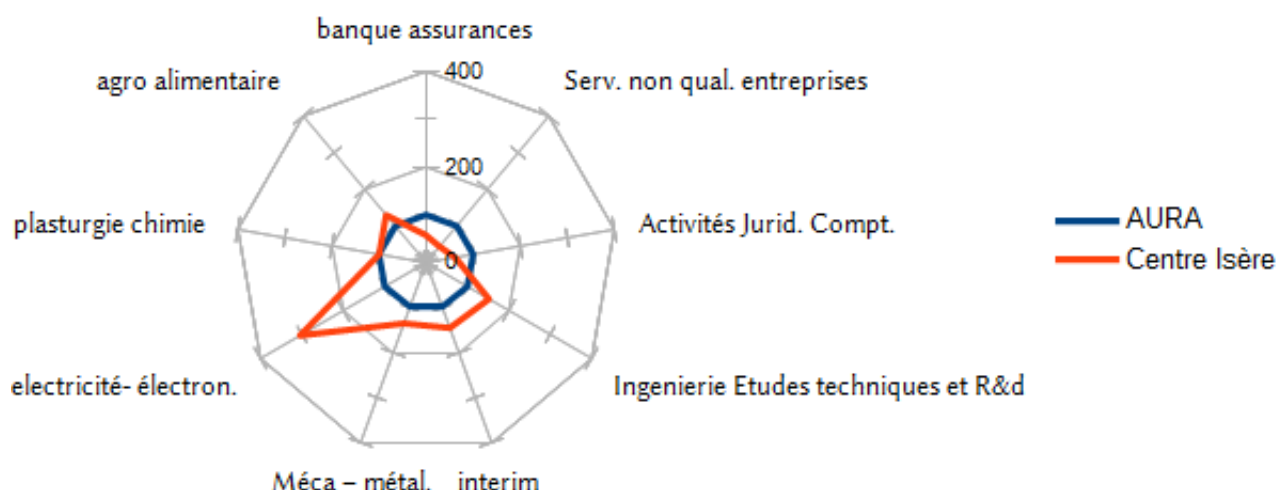 banque assurances
400
agro alimentaire
Serv. non qual. entreprises
200
plasturgie chimie
Activités Jurid. Compt.
AURA
0
Centre Isère
electricité- électron.
Ingenierie Etudes techniques et R&d
Méca – métal.
interim